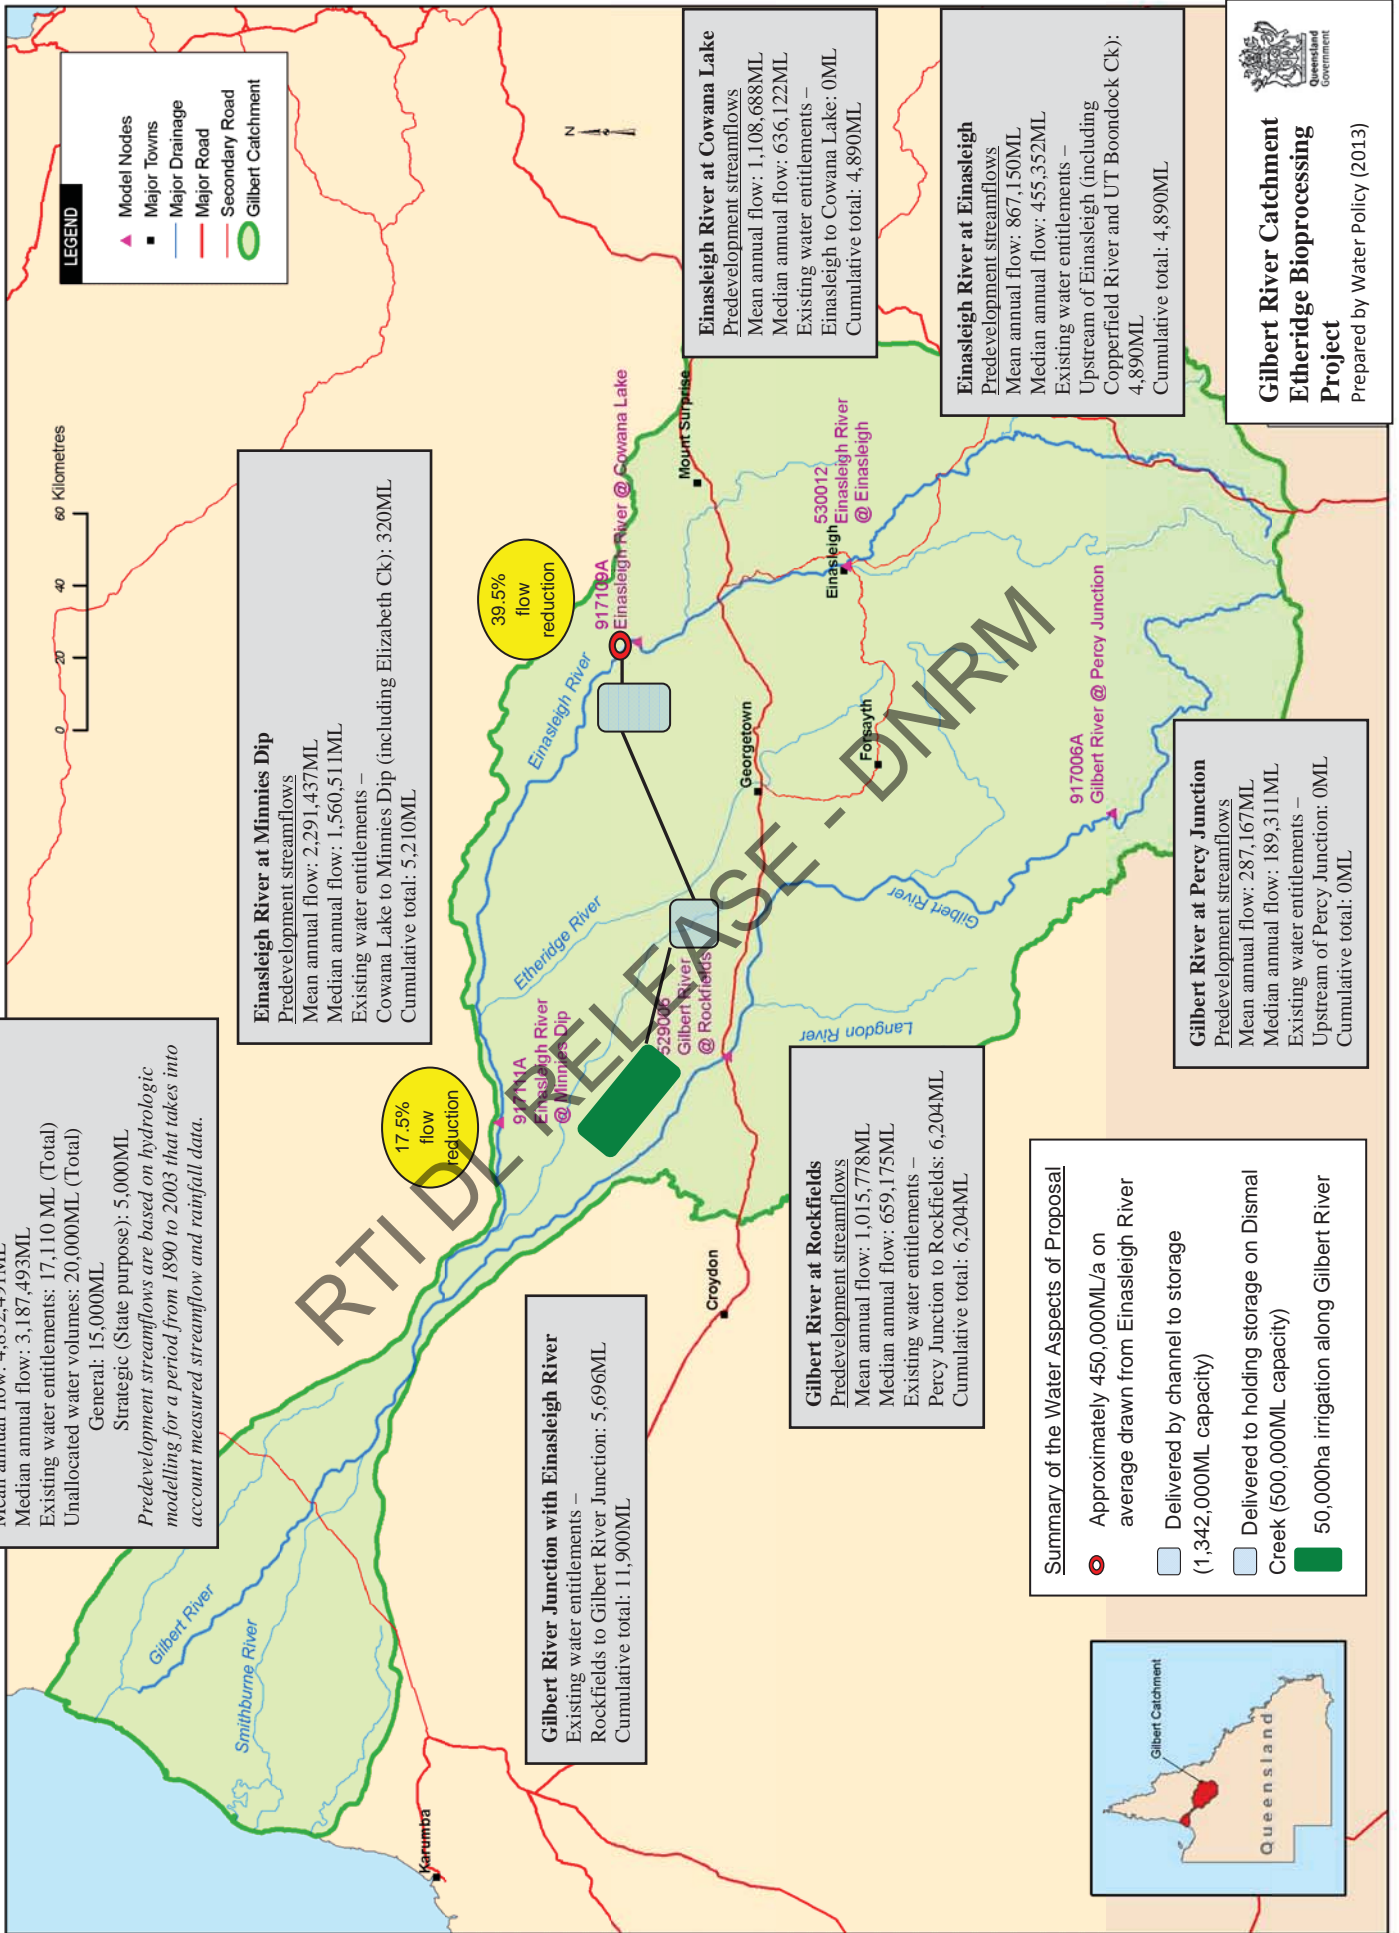 LEGEND
Model Nodes
Major Towns
Major Drainage
Major Road
Secondary Road
Gilbert Catchment
N
0 20 40 60 Kilometres
Median annual flow: 3,187,493ML
Existing water entitlements: 17,110 ML (Total)
Unallocated water volumes: 20,000ML (Total)
General: 15,000ML
Strategic (State purpose): 5,000ML
Predevelopment streamflows are based on hydrologic
modelling for a period from 1890 to 2003 that takes into
account measured streamflow and rainfall data.
Einasleigh River at Minnies Dip
Predevelopment streamflows
Mean annual flow: 2,291,437ML
Median annual flow: 1,560,511ML
Existing water entitlements –
Cowana Lake to Minnies Dip (including Elizabeth Ck): 320ML
Cumulative total: 5,210ML
Einasleigh River at Cowana Lake
Predevelopment streamflows
Mean annual flow: 1,108,688ML
Median annual flow: 636,122ML
Existing water entitlements –
Einasleigh to Cowana Lake: 0ML
Cumulative total: 4,890ML
Einasleigh River at Einasleigh
Predevelopment streamflows
Mean annual flow: 867,150ML
Median annual flow: 455,352ML
Existing water entitlements –
Upstream of Einasleigh (including
Copperfield River and UT Boondock Ck):
4,890ML
Cumulative total: 4,890ML
Gilbert River Junction with Einasleigh River
Existing water entitlements –
Rockfields to Gilbert River Junction: 5,696ML
Cumulative total: 11,900ML
Gilbert River at Rockfields
Predevelopment streamflows
Mean annual flow: 1,015,778ML
Median annual flow: 659,175ML
Existing water entitlements –
Percy Junction to Rockfields: 6,204ML
Cumulative total: 6,204ML
Gilbert River at Percy Junction
Predevelopment streamflows
Mean annual flow: 287,167ML
Median annual flow: 189,311ML
Existing water entitlements –
Upstream of Percy Junction: 0ML
Cumulative total: 0ML
39.5%
flow
reduction
17.5%
flow
reduction
917109A
Einasleigh River @ Cowana Lake
917111A
Einasleigh River
@ Minnies Dip
529006
Gilbert River
@ Rockfields
530012
Einasleigh River
@ Einasleigh
917006A
Gilbert River @ Percy Junction
Gilbert River
Smithburne River
Einasleigh River
Etheridge River
Langdon River
Gilbert River
Karumba
Croydon
Georgetown
Forsayth
Einasleigh
Mount Surprise
RTI DL RELEASE - DNRM
Summary of the Water Aspects of Proposal
Approximately 450,000ML/a on
average drawn from Einasleigh River
Delivered by channel to storage
(1,342,000ML capacity)
Delivered to holding storage on Dismal
Creek (500,000ML capacity)
50,000ha irrigation along Gilbert River
Gilbert Catchment
Queensland
Gilbert River Catchment
Etheridge Bioprocessing
Project
Prepared by Water Policy (2013)
Queensland
Government